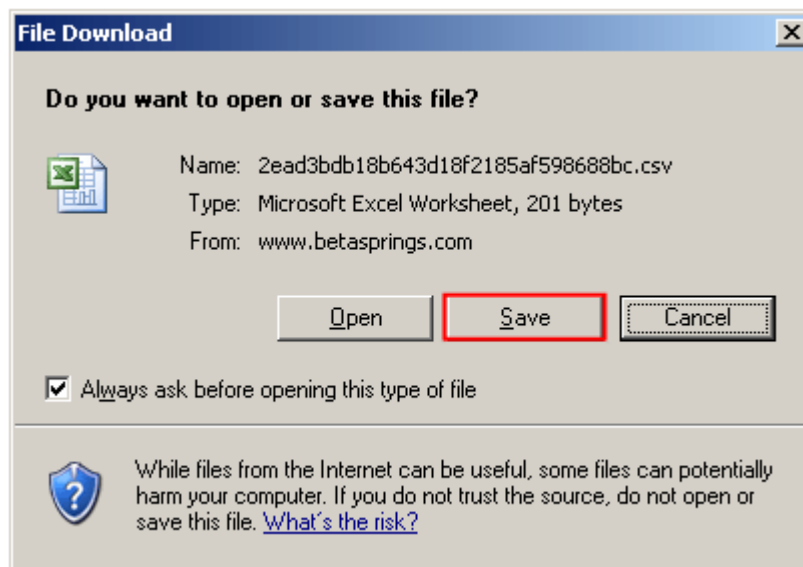 File Download
Do you want to open or save this file?
Name: 2ead3bdb18b643d18f2185af598688bc.csv
Type: Microsoft Excel Worksheet, 201 bytes
From: www.betasprings.com
Open Save Cancel
Always ask before opening this type of file
While files from the Internet can be useful, some files can potentially
harm your computer. If you do not trust the source, do not open or
save this file. What's the risk?